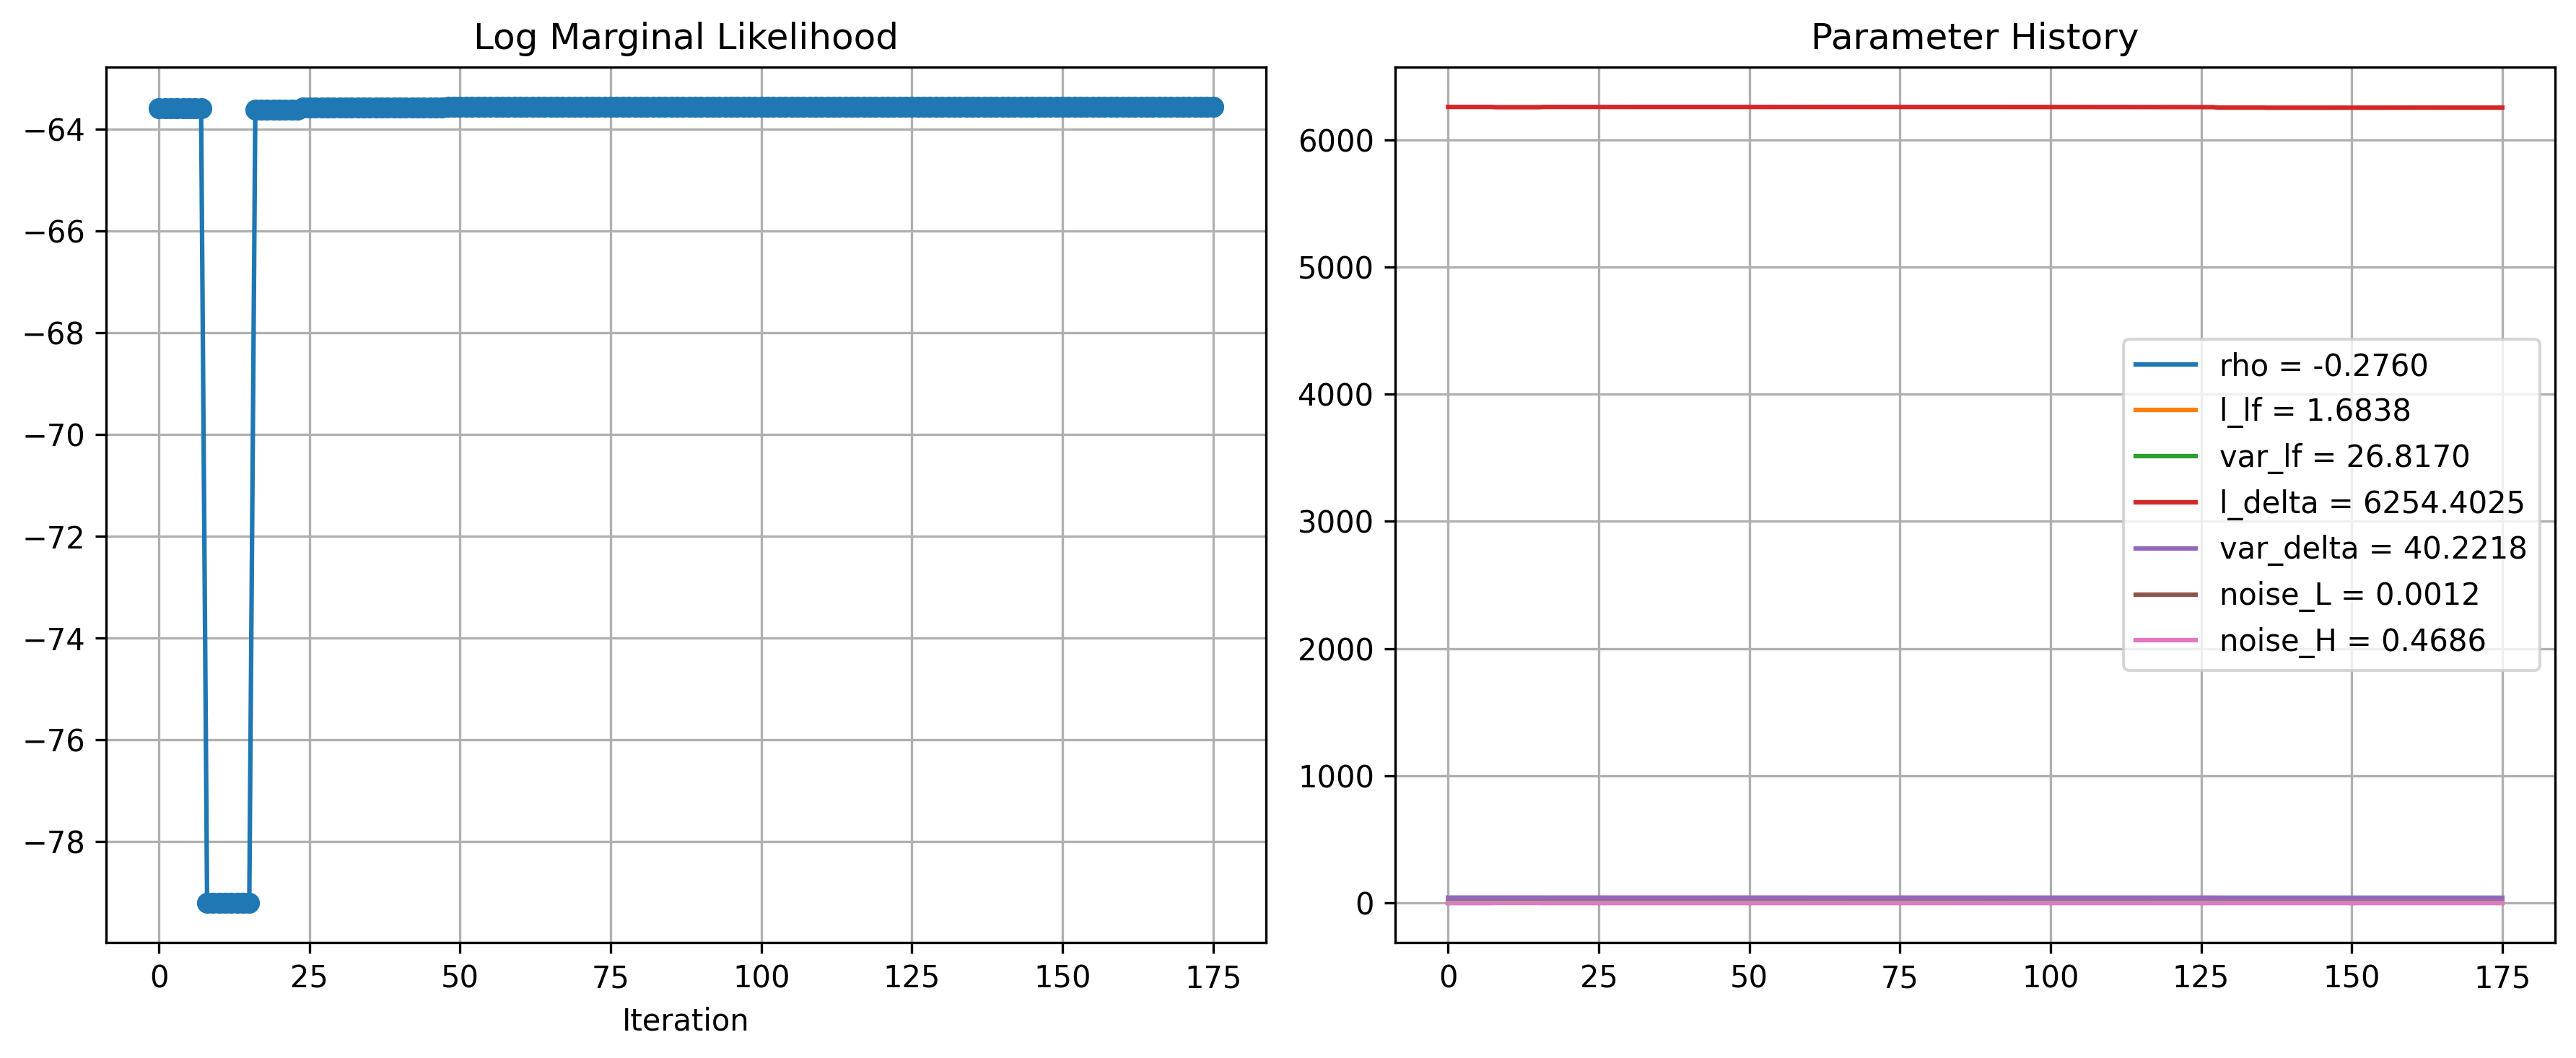 Log Marginal Likelihood
−64
−66
−68
−70
−72
−74
−76
−78
0 25 50 75 100 125 150 175
Iteration
Parameter History
6000
5000
4000
3000
2000
1000
0
rho = -0.2760
l_lf = 1.6838
var_lf = 26.8170
l_delta = 6254.4025
var_delta = 40.2218
noise_L = 0.0012
noise_H = 0.4686
0 25 50 75 100 125 150 175